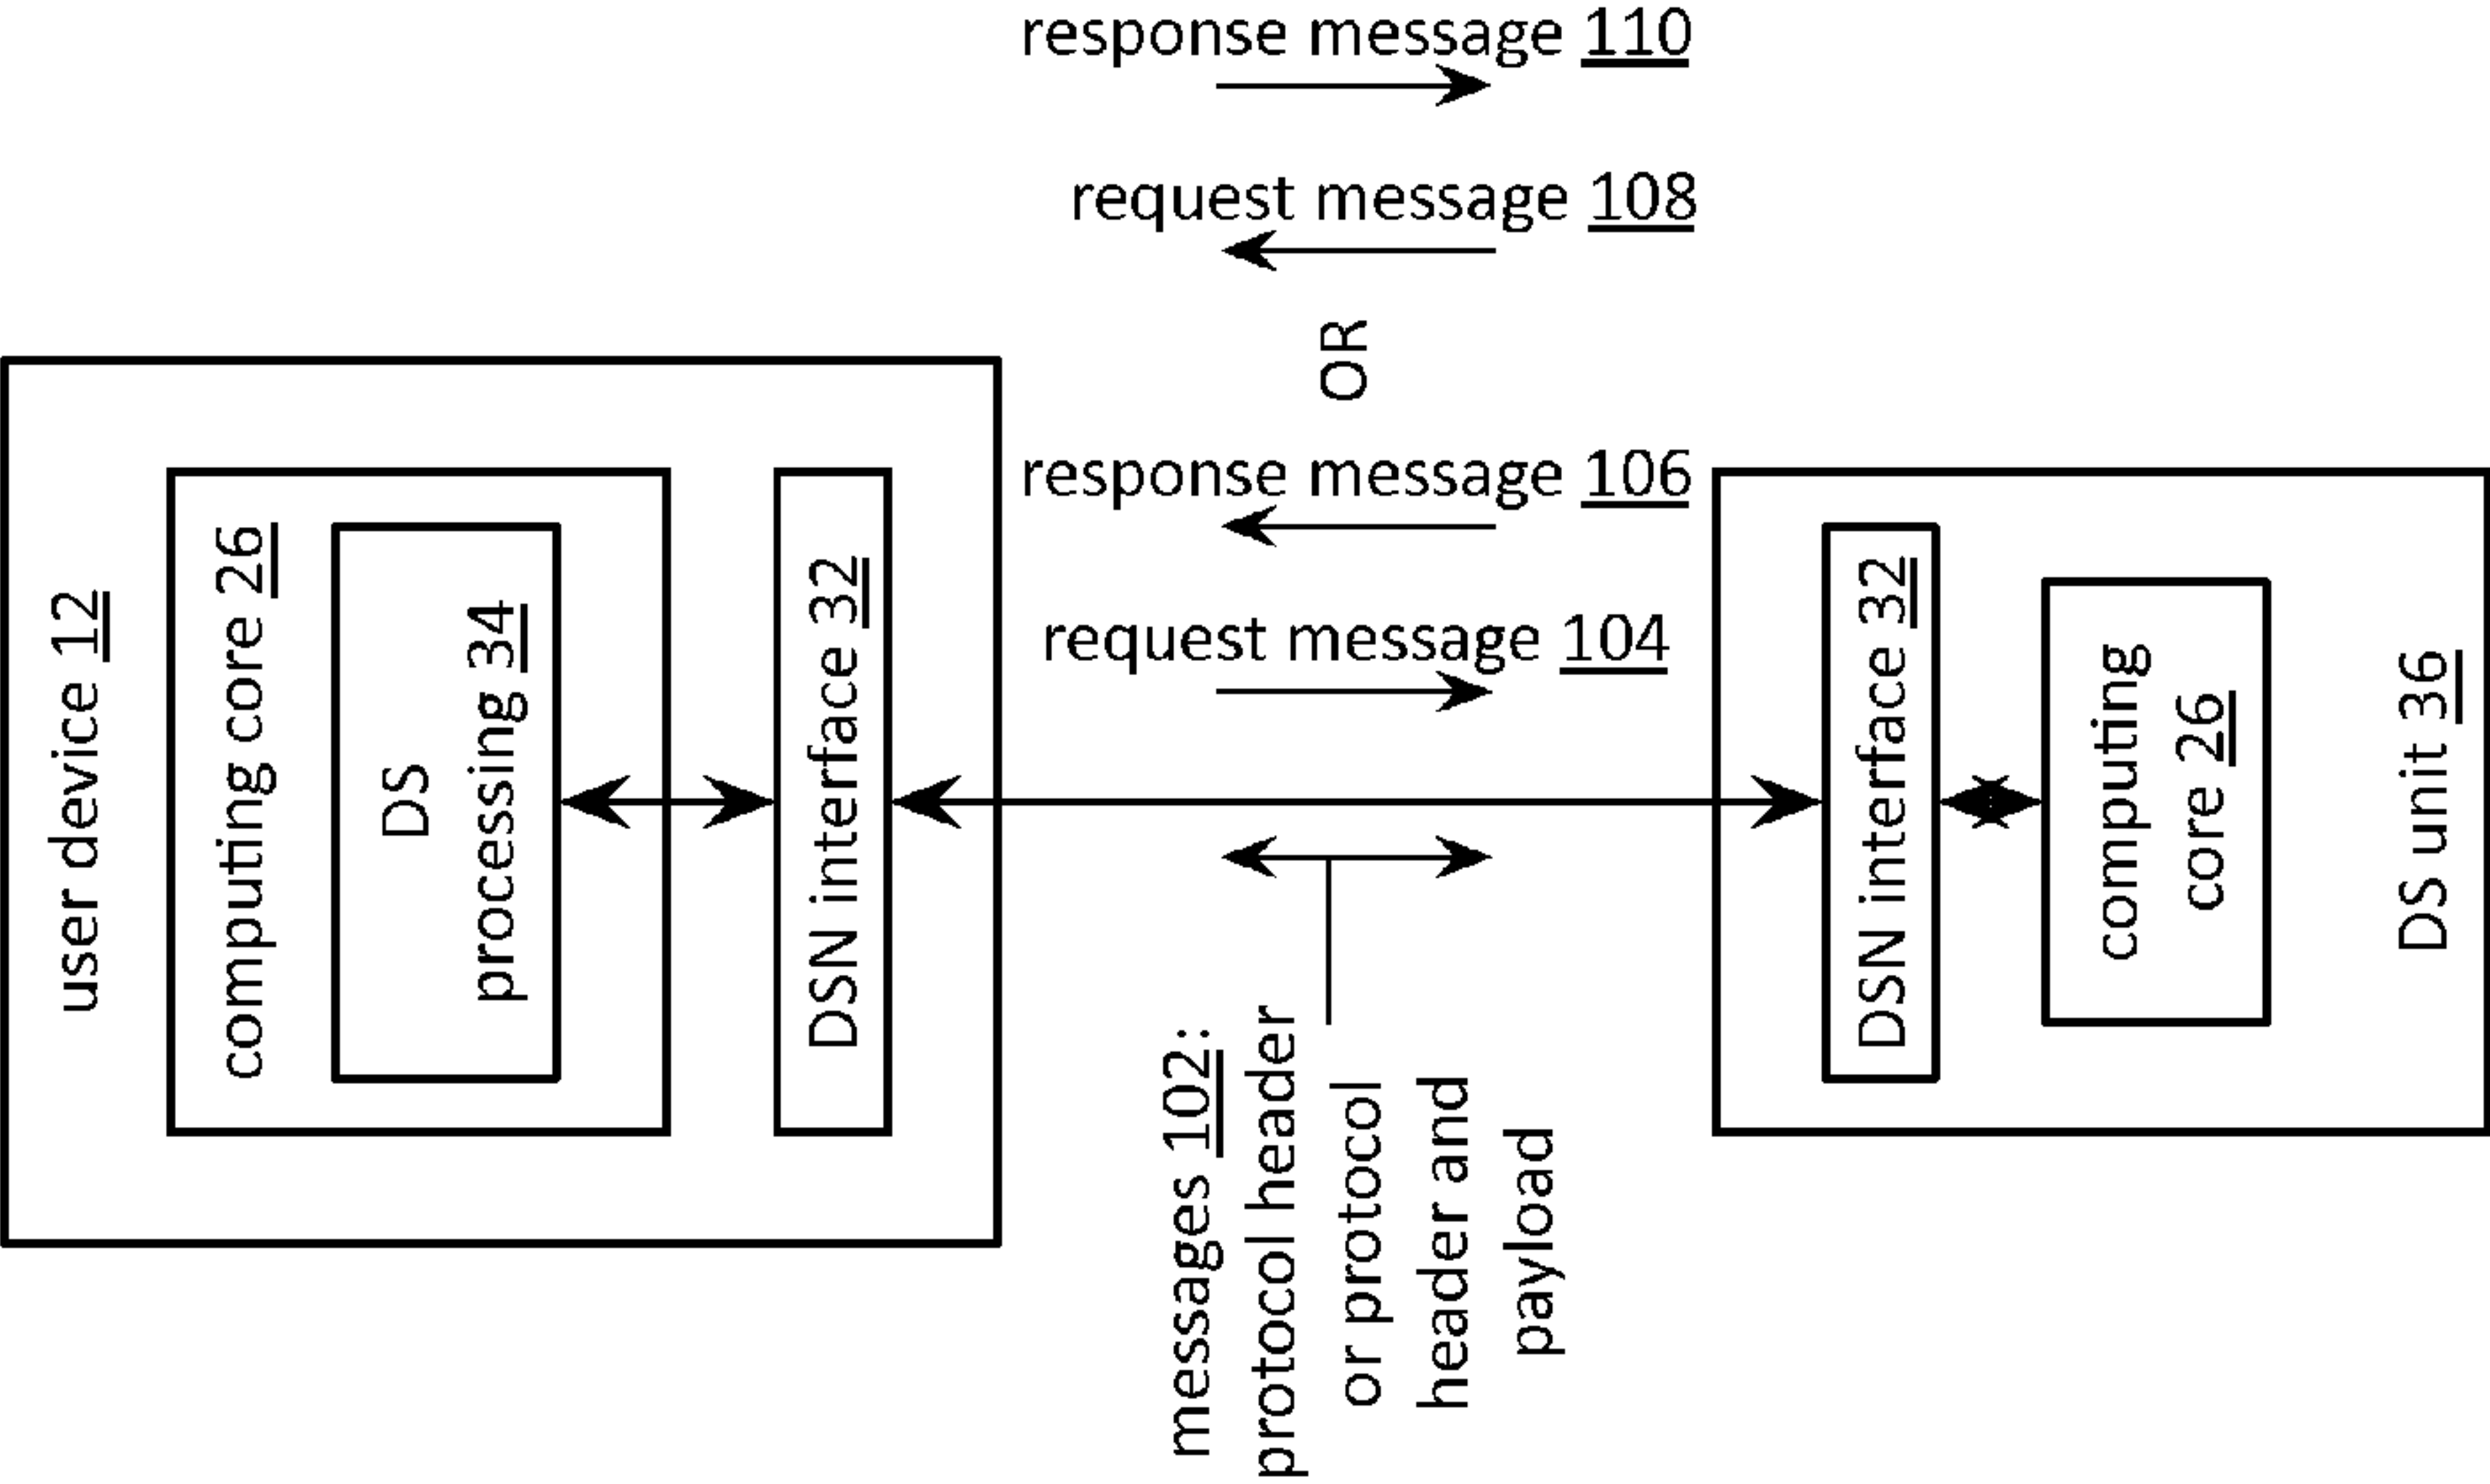 user device 12
computing core 26
DS
processing 34
DSN interface 32
response message 110
request message 108
OR
response message 106
request message 104
messages 102:
protocol header
or protocol
header and
payload
DSN interface 32
computing
core 26
DS unit 36